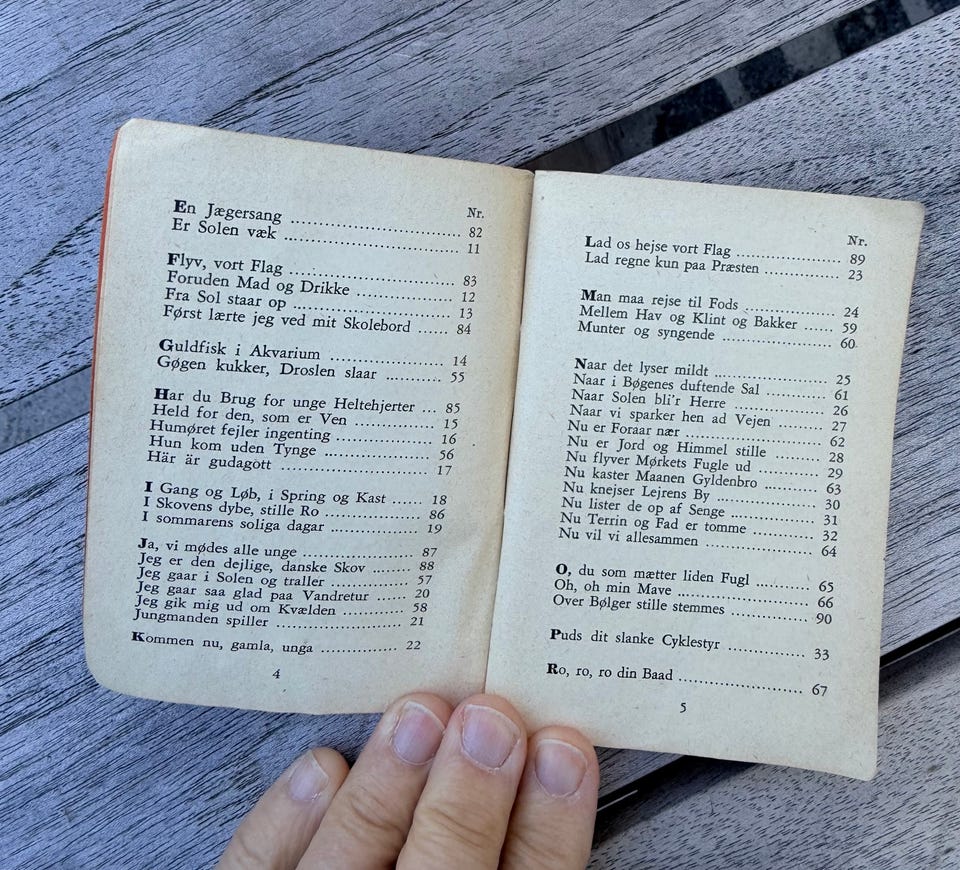 Nr.
En Jægersang .................................. 82
Er Solen væk .................................. 11
Flyv, vort Flag .................................. 83
Foruden Mad og Drikke .................. 12
Fra Sol staar op .............................. 13
Først lærte jeg ved mit Skolebord ...... 84
Guldfisk i Akvarium ........................ 14
Gøgen kukker, Droslen slaar ............ 55
Har du Brug for unge Heltehjerter ... 85
Held for den, som er Ven .................. 15
Humøret fejler ingenting .................. 16
Hun kom uden Tynge ........................ 56
Här är gudagott .............................. 17
I Gang og Løb, i Spring og Kast ...... 18
I Skovens dybe, stille Ro .................. 86
I sommarens soliga dagar .................. 19
Ja, vi mødes alle unge ..................... 87
Jeg er den dejlige, danske Skov ......... 88
Jeg gaar i Solen og traller ............... 57
Jeg gaar saa glad paa Vandretur ...... 20
Jeg gik mig ud om Kvælden ............ 58
Jungmanden spiller ........................ 21
Kommen nu, gamla, unga ............... 22
4
Nr.
Lad os hejse vort Flag ..................... 89
Lad regne kun paa Præsten ............... 23
Man maa rejse til Fods ..................... 24
Mellem Hav og Klint og Bakker ...... 59
Munter og syngende ........................ 60
Naar det lyser mildt ........................ 25
Naar i Bøgenes duftende Sal ............ 61
Naar Solen bli'r Herre ..................... 26
Naar vi sparker hen ad Vejen ............ 27
Nu er Foraar nær ........................... 62
Nu er Jord og Himmel stille ............ 28
Nu flyver Mørkets Fugle ud ............ 29
Nu kaster Maanen Gyldenbro ............ 63
Nu knejser Lejrens By ..................... 30
Nu lister de op af Senge .................. 31
Nu Terrin og Fad er tomme ............ 32
Nu vil vi allesammen ..................... 64
O, du som mætter liden Fugl ............ 65
Oh, oh min Mave ........................... 66
Over Bølger stille stemmes ............... 90
Puds dit slanke Cyklestyr ............... 33
Ro, ro, ro din Baad ........................ 67
5